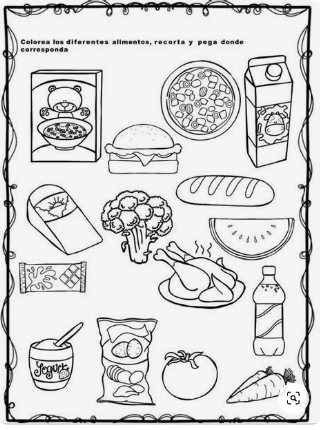 Colorea los diferentes alimentos, recorta y pega donde
corresponda
Yogurt